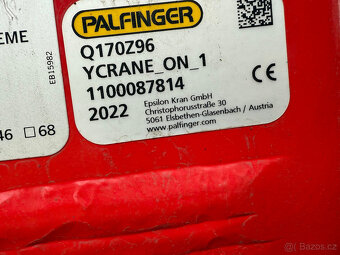 PALFINGER
EME
Q170Z96
YCRANE_ON_1
1100087814
2022
CE
Epsilon Kran GmbH
Christophorusstraße 30
5061 Elsbethen-Glasenbach / Austria
www.palfinger.com
EB15982
46 □68
Bazos.cz